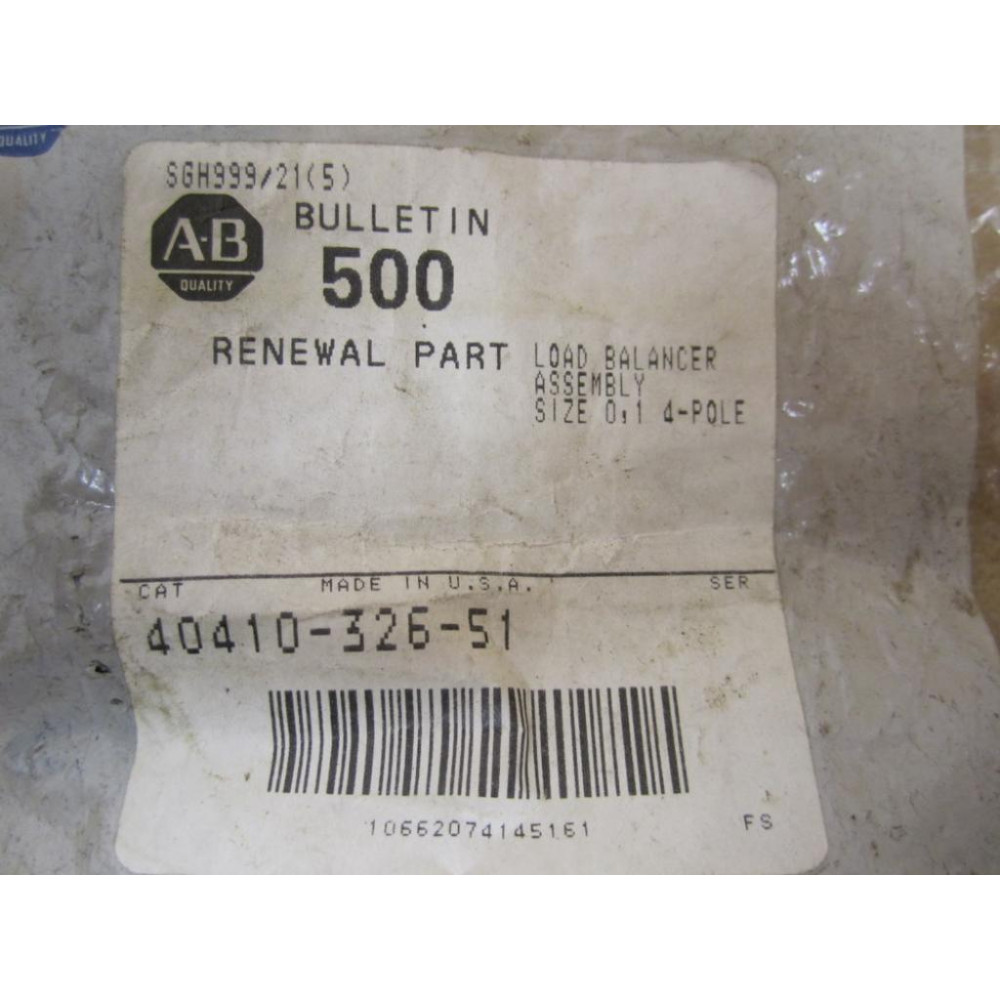 QUALITY
SGH999/21(5)
A-B
QUALITY
BULLETIN
500
RENEWAL PART
LOAD BALANCER
ASSEMBLY
SIZE 0,1 4-POLE
CAT MADE IN U.S.A. SER
40410-326-51
10662074145161 FS